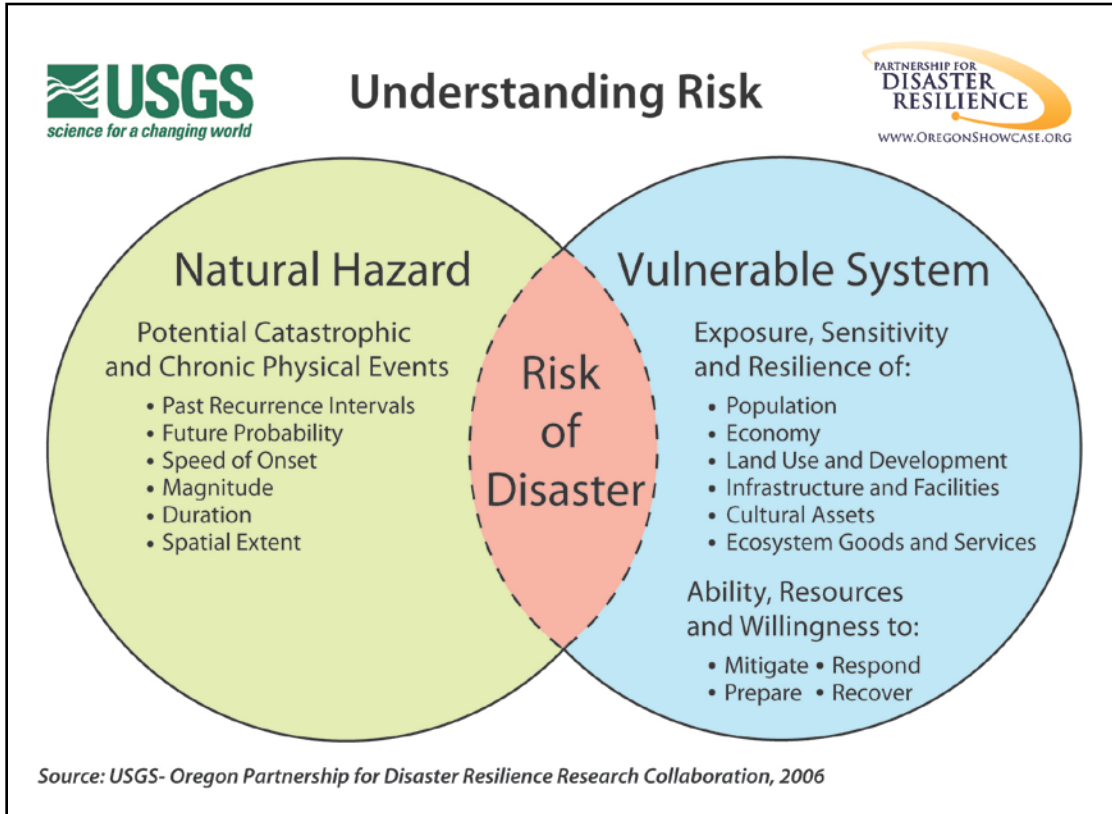 USGS
science for a changing world
Understanding Risk
PARTNERSHIP FOR
DISASTER
RESILIENCE
WWW.OREGONSHOWCASE.ORG
Natural Hazard
Potential Catastrophic
and Chronic Physical Events
• Past Recurrence Intervals
• Future Probability
• Speed of Onset
• Magnitude
• Duration
• Spatial Extent
Risk
of
Disaster
Vulnerable System
Exposure, Sensitivity
and Resilience of:
• Population
• Economy
• Land Use and Development
• Infrastructure and Facilities
• Cultural Assets
• Ecosystem Goods and Services
Ability, Resources
and Willingness to:
• Mitigate • Respond
• Prepare • Recover
Source: USGS- Oregon Partnership for Disaster Resilience Research Collaboration, 2006